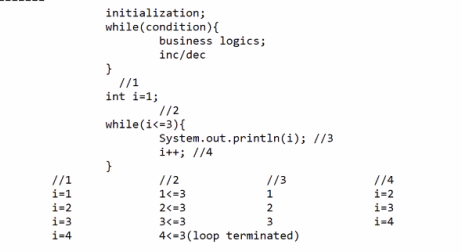 initialization;
while(condition){
business logics;
inc/dec
}
//1
int i=1;
//2
while(i<=3){
System.out.println(i); //3
i++; //4
}
//1 //2 //3 //4
i=1 1<=3 1 i=2
i=2 2<=3 2 i=3
i=3 3<=3 3 i=4
i=4 4<=3(loop terminated)